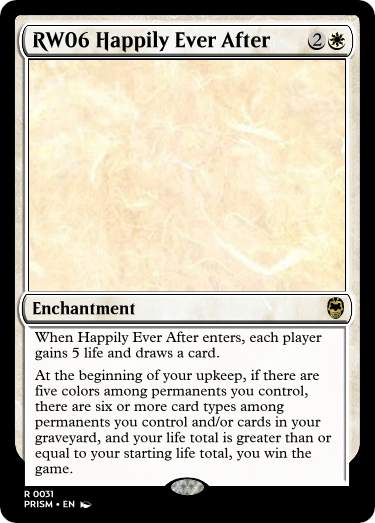 RW06 Happily Ever After 2
Enchantment
When Happily Ever After enters, each player
gains 5 life and draws a card.
At the beginning of your upkeep, if there are
five colors among permanents you control,
there are six or more card types among
permanents you control and/or cards in your
graveyard, and your life total is greater than or
equal to your starting life total, you win the
game.
R 0031
PRISM • EN